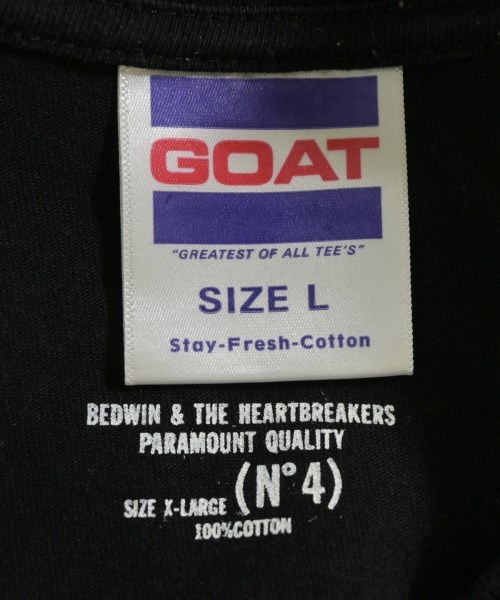 GOAT
"GREATEST OF ALL TEE'S"
SIZE L
Stay-Fresh-Cotton
BEDWIN & THE HEARTBREAKERS
PARAMOUNT QUALITY
SIZE X-LARGE (N°4)
100%COTTON